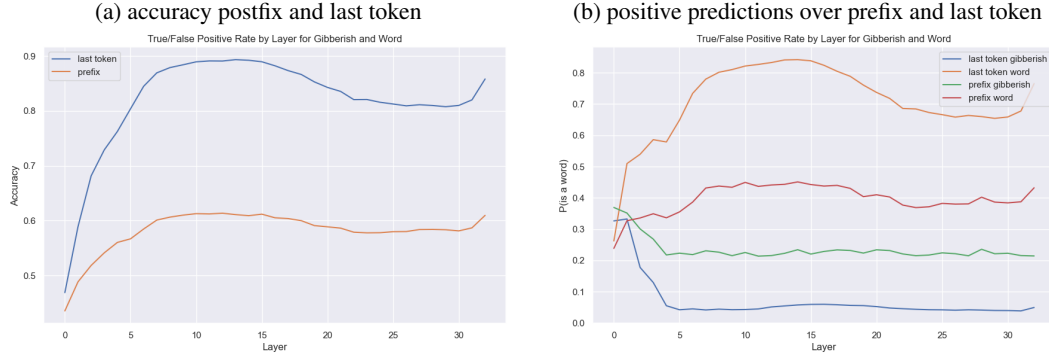 (a) accuracy postfix and last token
True/False Positive Rate by Layer for Gibberish and Word
last token
prefix
Accuracy
0.9
0.8
0.7
0.6
0.5
0 5 10 15 20 25 30
Layer
(b) positive predictions over prefix and last token
True/False Positive Rate by Layer for Gibberish and Word
last token gibberish
last token word
prefix gibberish
prefix word
P(is a word)
0.8
0.7
0.6
0.5
0.4
0.3
0.2
0.1
0.0
0 5 10 15 20 25 30
Layer